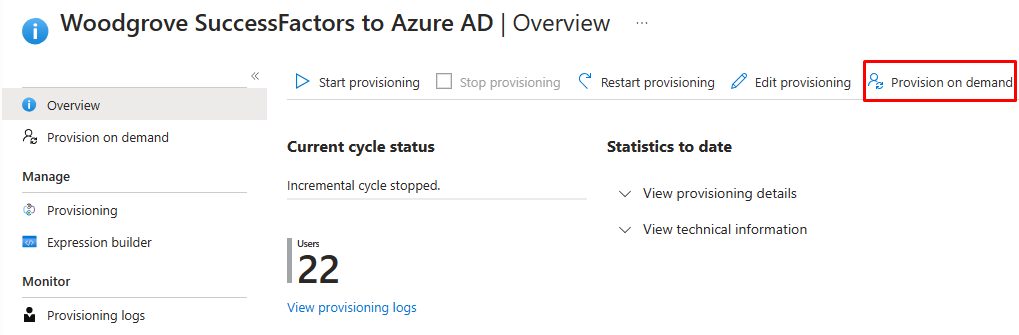 Woodgrove SuccessFactors to Azure AD | Overview ...
«
Start provisioning Stop provisioning Restart provisioning Edit provisioning Provision on demand
Overview
Provision on demand
Manage
Provisioning
Expression builder
Monitor
Provisioning logs
Current cycle status
Incremental cycle stopped.
Users
22
View provisioning logs
Statistics to date
View provisioning details
View technical information